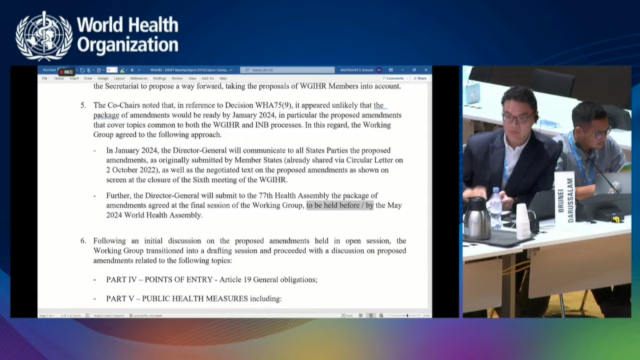 World Health
Organization
the Secretariat to propose a way forward, taking the proposals of WGIHR Members into account.
5. The Co-Chairs noted that, in reference to Decision WHA75(9), it appeared unlikely that the
package of amendments would be ready by January 2024, in particular the proposed amendments
that cover topics common to both the WGIHR and INB processes. In this regard, the Working
Group agreed to the following approach.
- In January 2024, the Director-General will communicate to all States Parties the proposed
amendments, as originally submitted by Member States (already shared via Circular Letter on
2 October 2022), as well as the negotiated text on the proposed amendments as shown on
screen at the closure of the Sixth meeting of the WGIHR.
- Further, the Director-General will submit to the 77th Health Assembly the package of
amendments agreed at the final session of the Working Group, to be held before / by the May
2024 World Health Assembly.
6. Following an initial discussion on the proposed amendments held in open session, the
Working Group transitioned into a drafting session and proceeded with a discussion on proposed
amendments related to the following topics:
- PART IV – POINTS OF ENTRY - Article 19 General obligations;
- PART V – PUBLIC HEALTH MEASURES including:
BRUNEI
DARUSSALAM